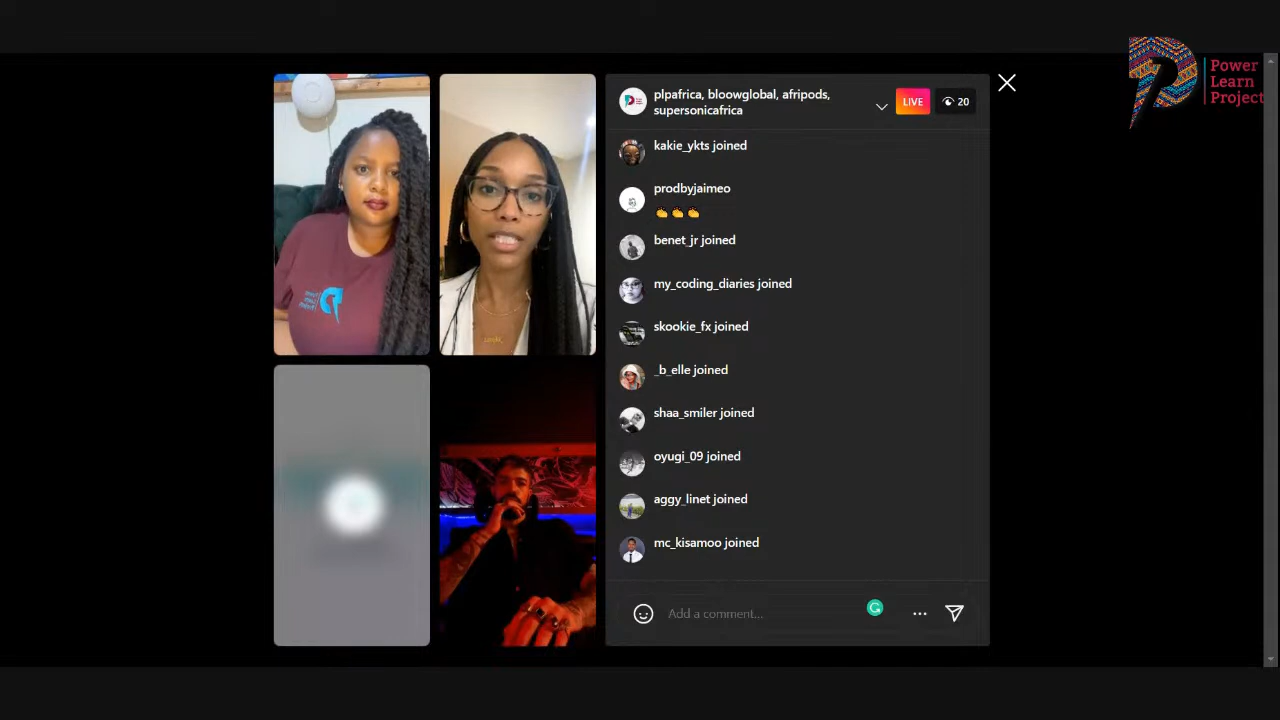 Power
Learn
Project
plpafrica, bloowglobal, afripods,
supersonicafrica
LIVE
20
kakie_ykts joined
prodbyjaimeo
benet_jr joined
my_coding_diaries joined
skookie_fx joined
_b_elle joined
shaa_smiler joined
oyugi_09 joined
aggy_linet joined
mc_kisamoo joined
Add a comment...